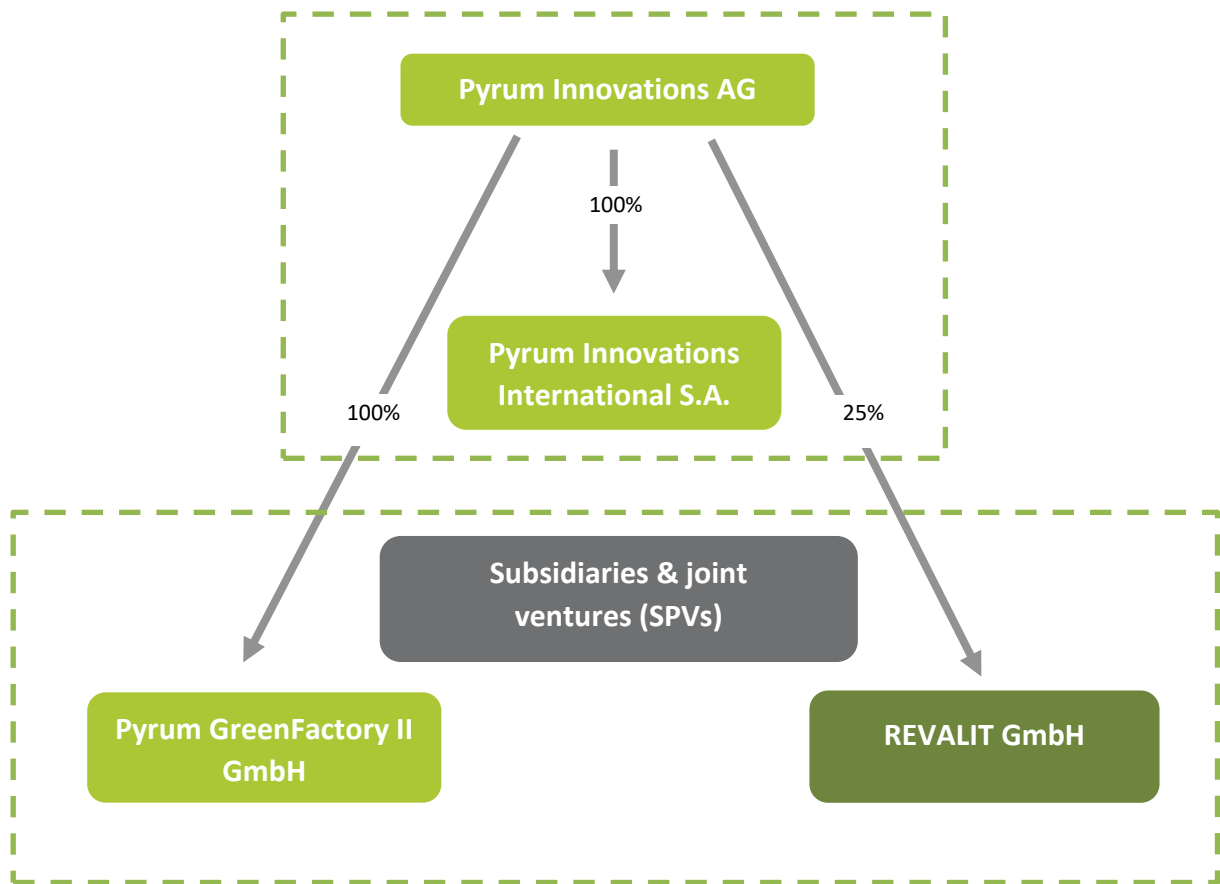 Pyrum Innovations AG
100%
Pyrum Innovations
International S.A.
100%
25%
Subsidiaries & joint
ventures (SPVs)
Pyrum GreenFactory II
GmbH
REVALIT GmbH